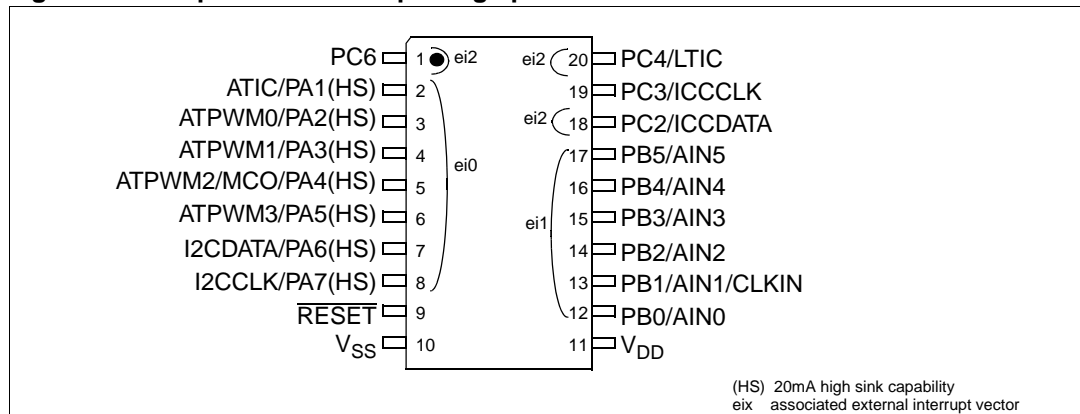 PC6 1 ei2 ei2 20 PC4/LTIC
ATIC/PA1(HS) 2 19 PC3/ICCCLK
ATPWM0/PA2(HS) 3 ei2 18 PC2/ICCDATA
ATPWM1/PA3(HS) 4 17 PB5/AIN5
ei0
ATPWM2/MCO/PA4(HS) 5 16 PB4/AIN4
ATPWM3/PA5(HS) 6 ei1 15 PB3/AIN3
I2CDATA/PA6(HS) 7 14 PB2/AIN2
I2CCLK/PA7(HS) 8 13 PB1/AIN1/CLKIN
RESET 9 12 PB0/AIN0
VSS 10 11 VDD
(HS) 20mA high sink capability
eix associated external interrupt vector